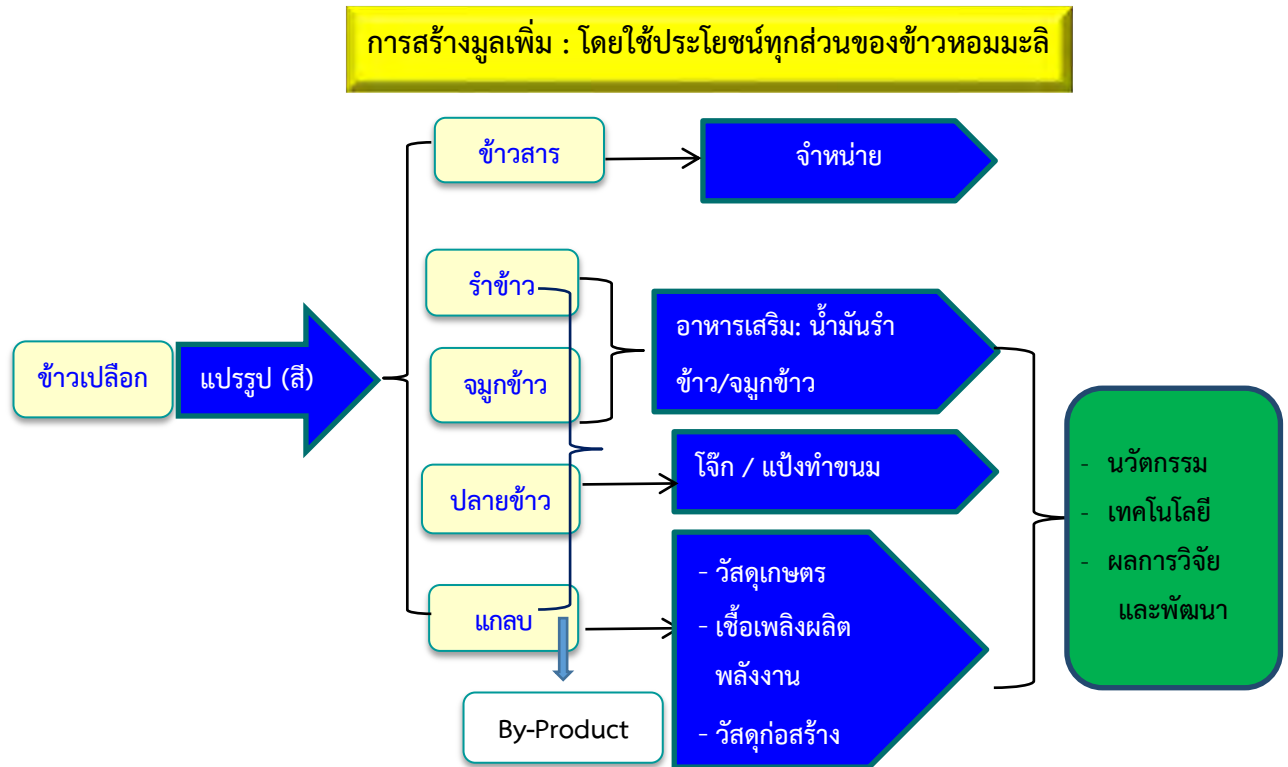 การสร้างมูลเพิ่ม : โดยใช้ประโยชน์ทุกส่วนของข้าวหอมมะลิ
ข้าวสาร
จำหน่าย
รำข้าว
อาหารเสริม: น้ำมันรำ
ข้าว/จมูกข้าว
ข้าวเปลือก
แปรรูป (สี)
จมูกข้าว
ปลายข้าว
โจ๊ก / แป้งทำขนม
- นวัตกรรม
- เทคโนโลยี
- ผลการวิจัย
และพัฒนา
แกลบ
- วัสดุเกษตร
- เชื้อเพลิงผลิต
พลังงาน
- วัสดุก่อสร้าง
By-Product